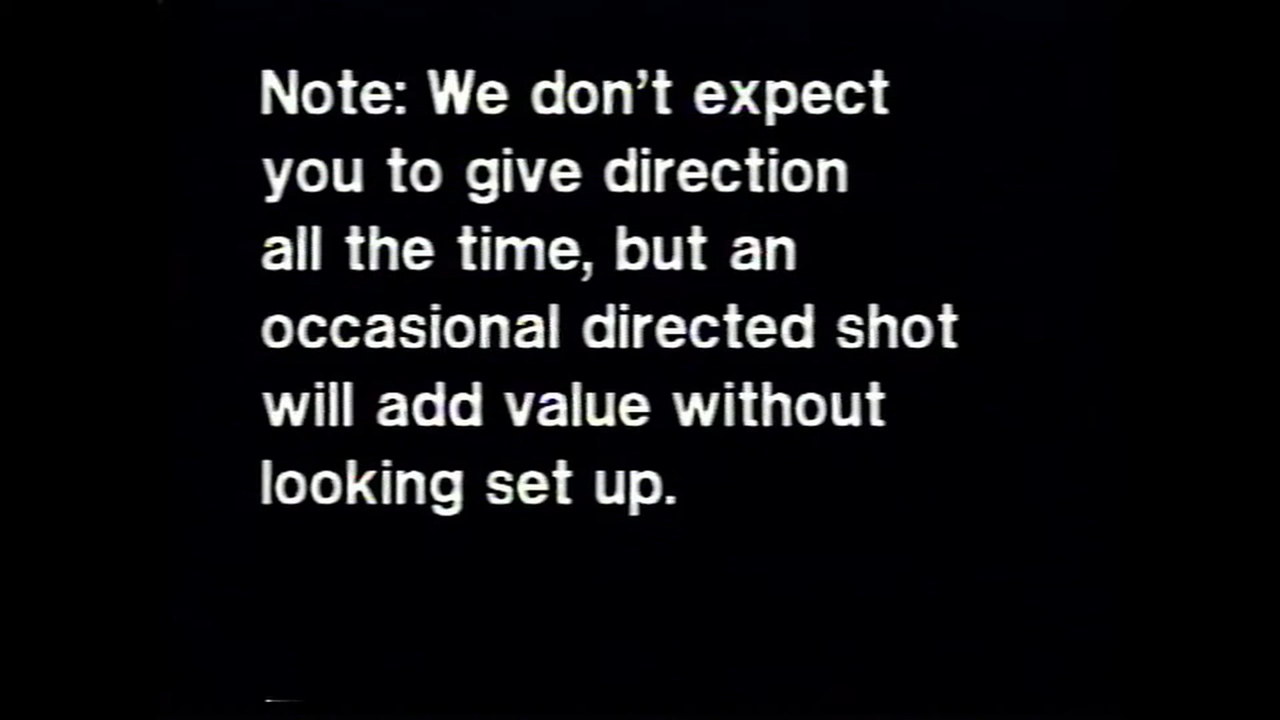 Note: We don't expect
you to give direction
all the time, but an
occasional directed shot
will add value without
looking set up.